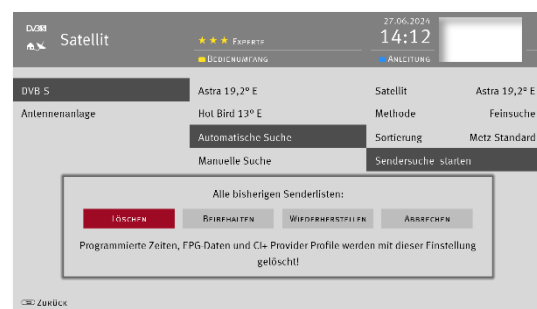 27.06.2024
Satellit
★★★ EXPERTE
14:12
BEDIENUMFANG
ANLEITUNG
DVB S
Astra 19,2° E
Satellit
Astra 19,2° E
Antennenanlage
Hot Bird 13° E
Methode
Feinsuche
Automatische Suche
Sortierung
Metz Standard
Manuelle Suche
Sendersuche starten
Alle bisherigen Senderlisten:
LÖSCHEN
BEIBEHALTEN
WIEDERHERSTELLEN
ABBRECHEN
Programmierte Zeiten, EPG-Daten und CI+ Provider Profile werden mit dieser Einstellung
gelöscht!
ZURÜCK